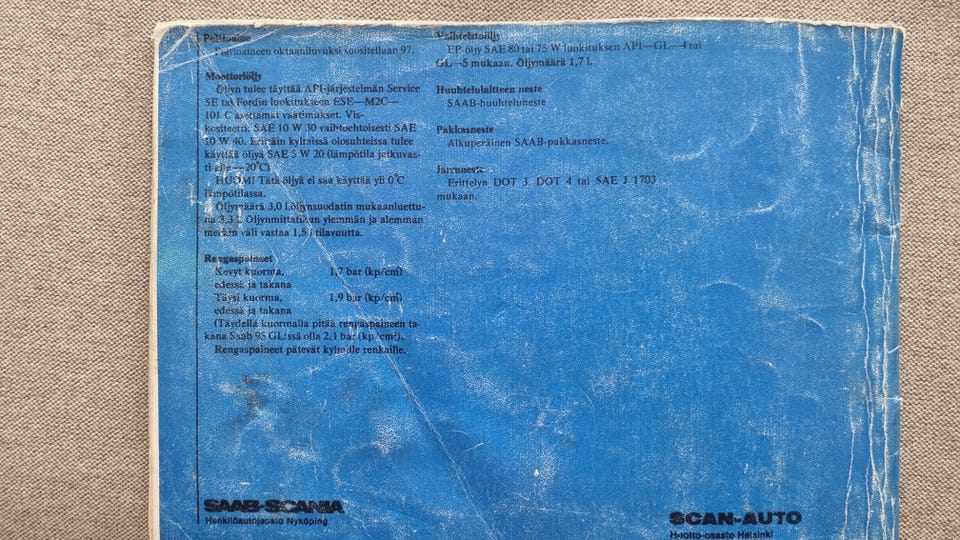 Polttoaine
Polttoaineen oktaaniluvuksi suositellaan 97.
Moottoriöljy
Öljyn tulee täyttää API-järjestelmän Service
SE tai Fordin luokitukseen ESE—M2C—
101 C asettamat vaatimukset. Vis-
kositeetti: SAE 10 W 30 vaihtoehtoisesti SAE
10 W 40. Erittäin kylmissä olosuhteissa tulee
käyttää öljyä SAE 5 W 20 (lämpötila jatkuvas-
ti alle —20°C)
HUOM! Tätä öljyä ei saa käyttää yli 0°C
lämpötilassa.
Öljymäärä 3,0 l öljynsuodatin mukaanluettu-
na 3,3 l. Öljynmittatikun ylemmän ja alemman
merkin väli vastaa 1,5 l tilavuutta.
Rengaspaineet
Kevyt kuorma, 1,7 bar (kp/cm²)
edessä ja takana
Täysi kuorma, 1,9 bar (kp/cm²)
edessä ja takana
(Täydellä kuormalla pitää rengaspaineen ta-
kana Saab 95 GL:ssä olla 2,1 bar (kp/cm²).
Rengaspaineet pätevät kylmille renkaille.
Vaihteistoöljy
EP-öljy SAE 80 tai 75 W luokituksen API—GL—4 tai
GL—5 mukaan. Öljymäärä 1,7 l.
Huuhtelulaitteen neste
SAAB-huuhteluneste
Pakkasneste
Alkuperäinen SAAB-pakkasneste.
Jarruneste
Erittelyn DOT 3, DOT 4 tai SAE J 1703
mukaan.
SAAB-SCANIA
Henkilöautojaosto Nyköping
SCAN-AUTO
Huolto-osasto Helsinki